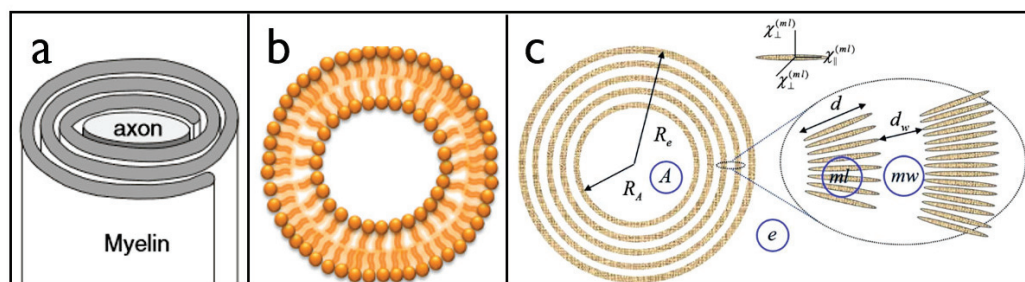 a
axon
Myelin
b
c
χ⊥^(ml)
χ∥^(ml)
χ⊥^(ml)
R_e
R_A
A
e
d
d_w
ml
mw